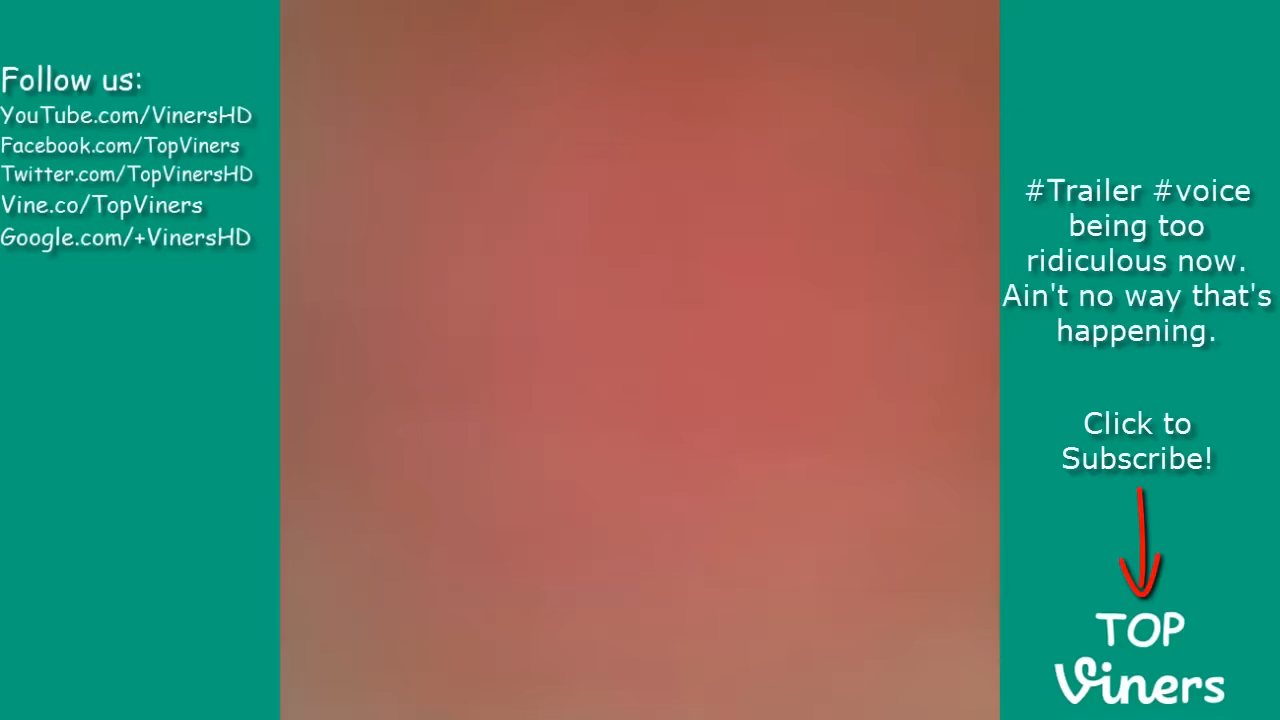 Follow us:
YouTube.com/VinersHD
Facebook.com/TopViners
Twitter.com/TopVinersHD
Vine.co/TopViners
Google.com/+VinersHD
#Trailer #voice
being too
ridiculous now.
Ain't no way that's
happening.
Click to
Subscribe!
TOP
Viners